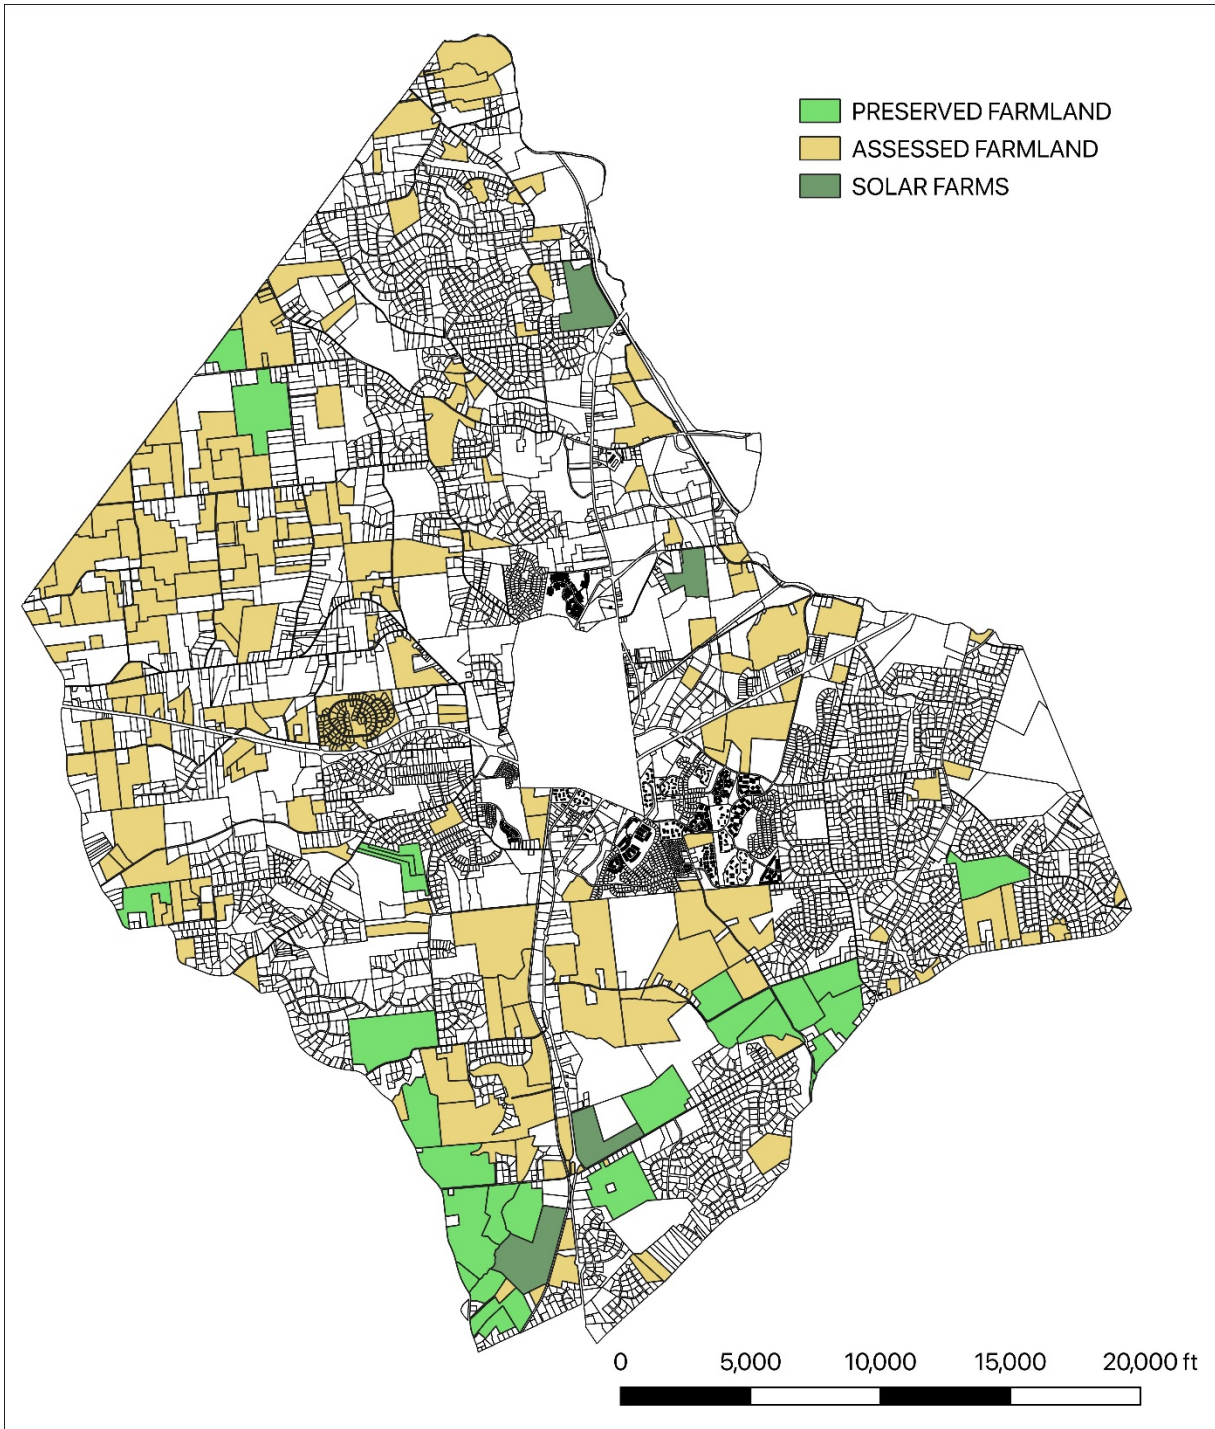 PRESERVED FARMLAND
ASSESSED FARMLAND
SOLAR FARMS
0 5,000 10,000 15,000 20,000 ft